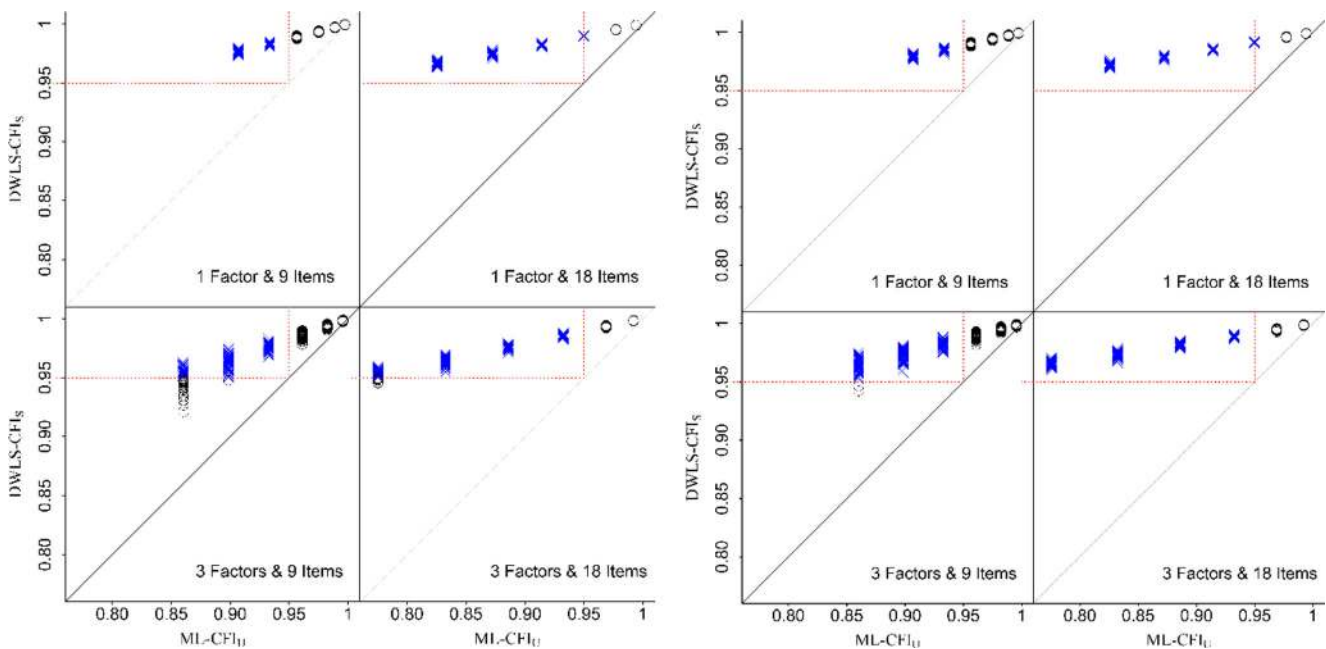 1
0.95
0.90
0.85
0.80
DWLS-CFIS
1 Factor & 9 Items
1 Factor & 18 Items
1
0.95
0.90
0.85
0.80
DWLS-CFIS
3 Factors & 9 Items
3 Factors & 18 Items
0.80 0.85 0.90 0.95 1
0.80 0.85 0.90 0.95 1
ML-CFIU
ML-CFIU
1
0.95
0.90
0.85
0.80
DWLS-CFIS
1 Factor & 9 Items
1 Factor & 18 Items
1
0.95
0.90
0.85
0.80
DWLS-CFIS
3 Factors & 9 Items
3 Factors & 18 Items
0.80 0.85 0.90 0.95 1
0.80 0.85 0.90 0.95 1
ML-CFIU
ML-CFIU